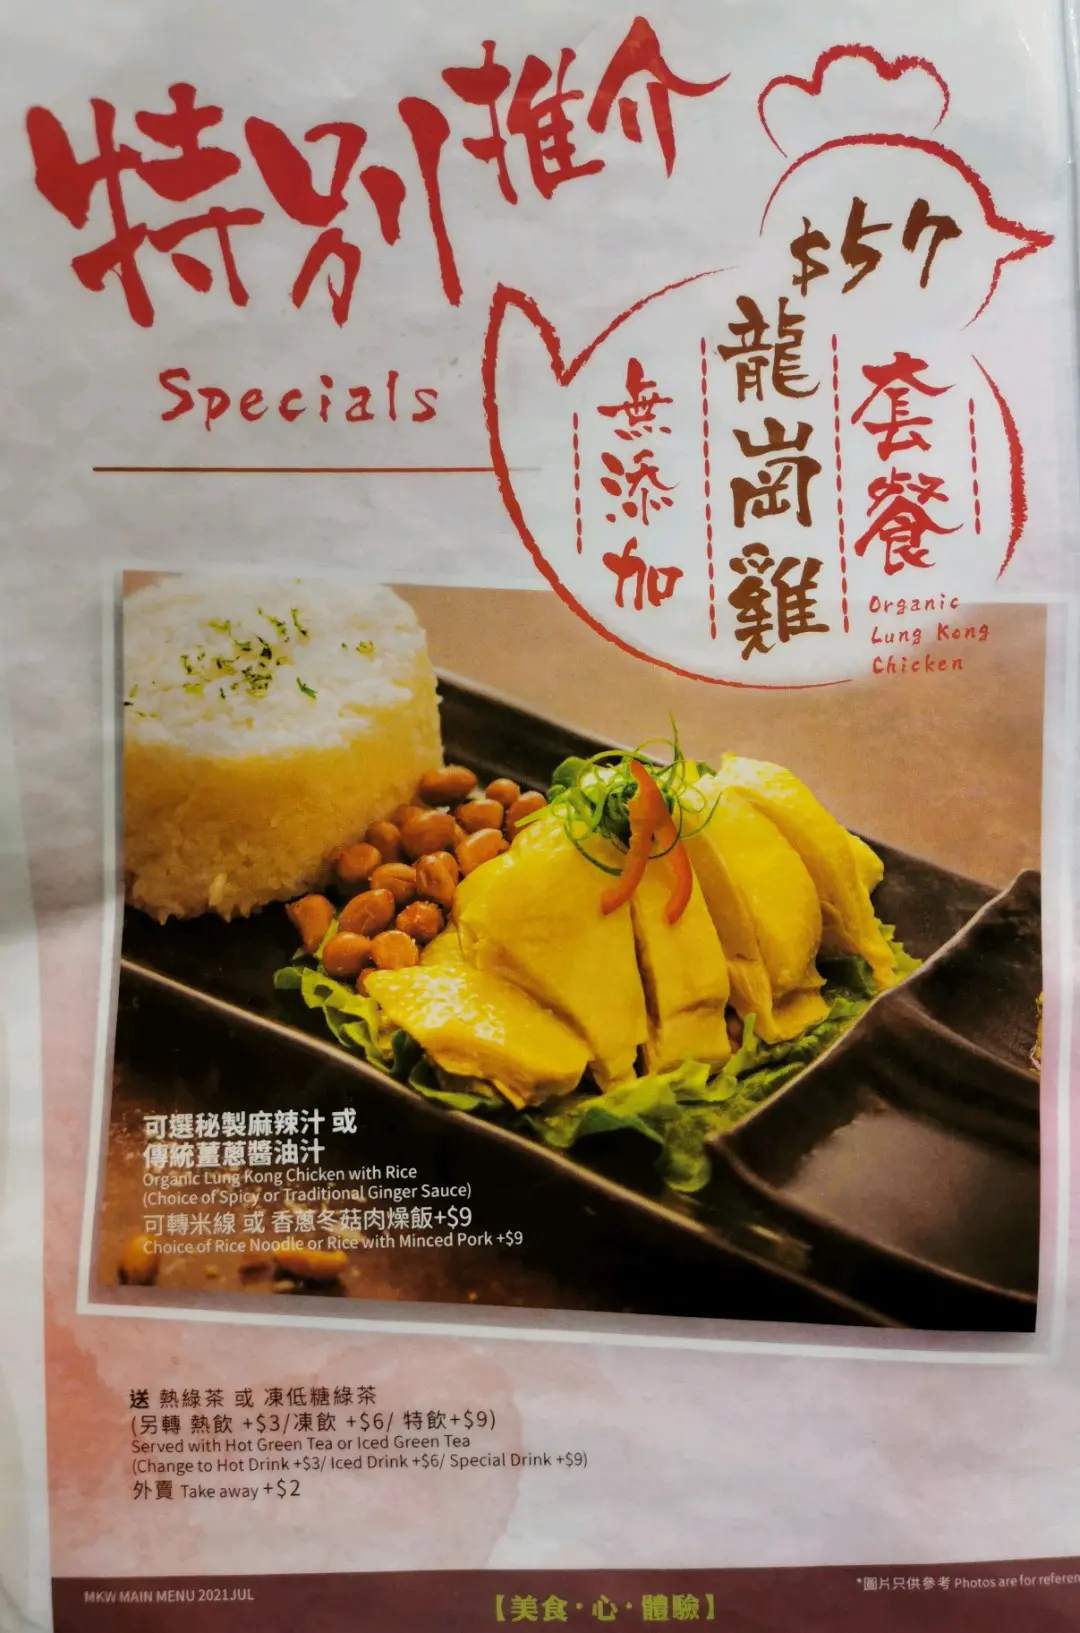 特別推介
Specials
$57
套餐
龍崗雞
無添加
Organic
Lung Kong
Chicken
可選秘製麻辣汁 或
傳統薑蔥醬油汁
Organic Lung Kong Chicken with Rice
(Choice of Spicy or Traditional Ginger Sauce)
可轉米線 或 香蔥冬菇肉燥飯+$9
Choice of Rice Noodle or Rice with Minced Pork +$9
送 熱綠茶 或 凍低糖綠茶
(另轉 熱飲 +$3/凍飲 +$6/ 特飲+$9)
Served with Hot Green Tea or Iced Green Tea
(Change to Hot Drink +$3/ Iced Drink +$6/ Special Drink +$9)
外賣 Take away +$2
MKW MAIN MENU 2021JUL
*圖片只供參考 Photos are for referen
【美食·心·體驗】